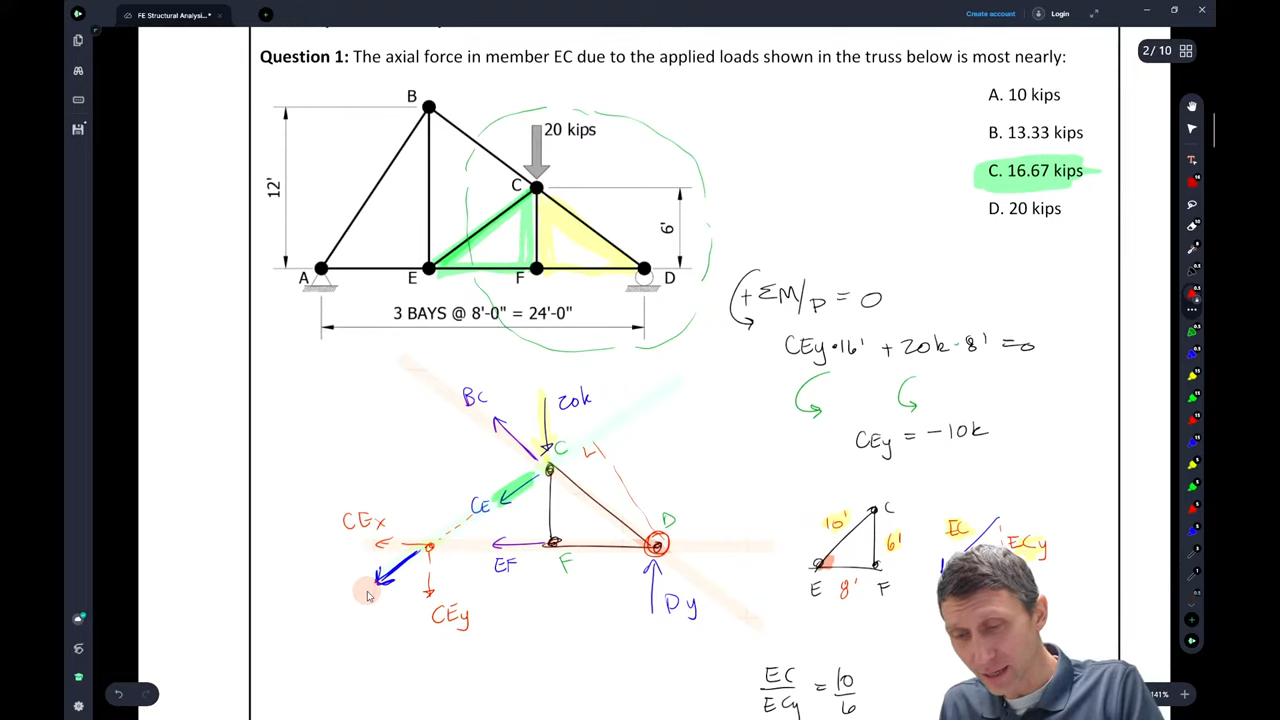 FE Structural Analysi...*
Create account
Login
2/10
Question 1: The axial force in member EC due to the applied loads shown in the truss below is most nearly:
A. 10 kips
B. 13.33 kips
C. 16.67 kips
D. 20 kips
B
20 kips
C
12'
6'
A
E
F
D
3 BAYS @ 8'-0" = 24'-0"
+ΣM/D = 0
CEy·16' + 20k·8' = 0
CEy = -10k
BC
20k
C
CE
CEx
D
EF
F
CEy
Dy
C
10'
6'
E
8'
F
EC
ECy
EC
ECy
=
10
6
141%